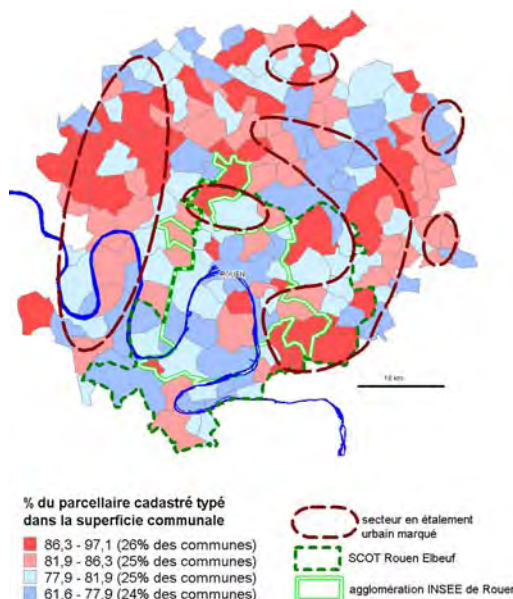 ROUEN
10 km
% du parcellaire cadastré typé
dans la superficie communale
86,3 - 97,1 (26% des communes)
81,9 - 86,3 (25% des communes)
77,9 - 81,9 (25% des communes)
61,6 - 77,9 (24% des communes)
secteur en étalement
urbain marqué
SCOT Rouen Elbeuf
agglomération INSEE de Rouen